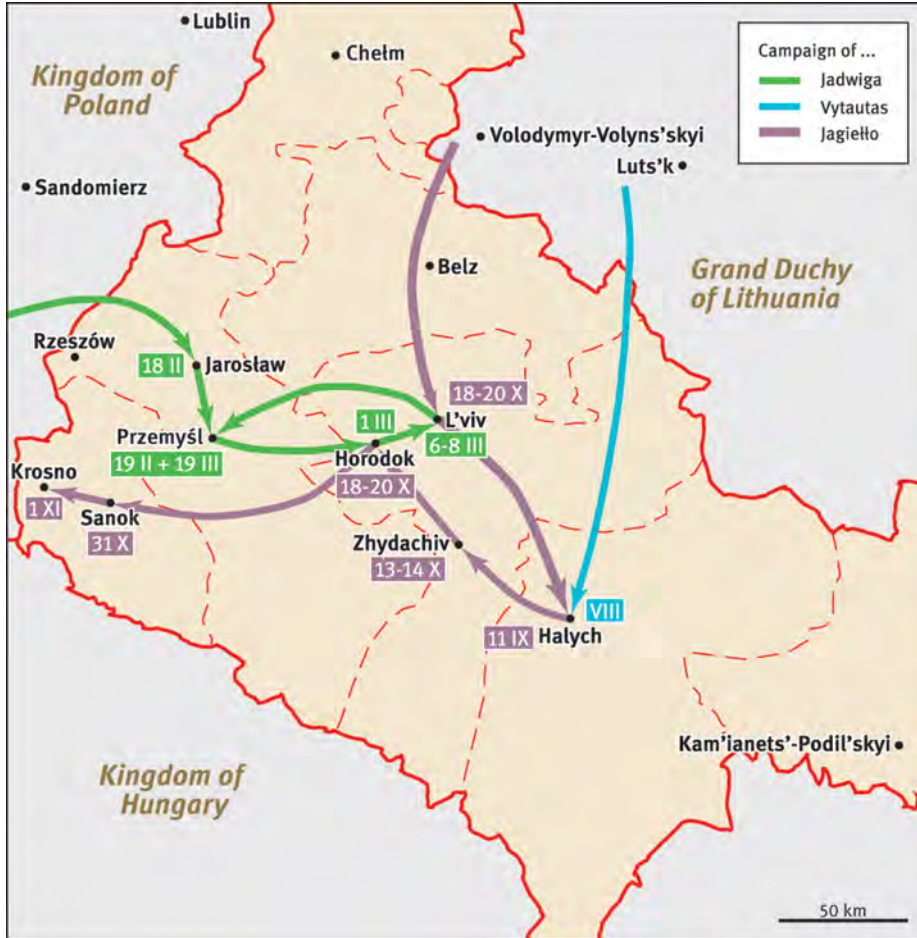 Lublin
Chełm
Kingdom of
Poland
Campaign of ...
Jadwiga
Vytautas
Jagiełło
Volodymyr-Volyns'skyi
Luts'k
Sandomierz
Belz
Grand Duchy
of Lithuania
Rzeszów
18 II
Jarosław
18-20 X
L'viv
6-8 III
1 III
Przemyśl
19 II + 19 III
Horodok
18-20 X
Krosno
1 XI
Sanok
31 X
Zhydachiv
13-14 X
VIII
11 IX
Halych
Kam'ianets'-Podil'skyi
Kingdom of
Hungary
50 km